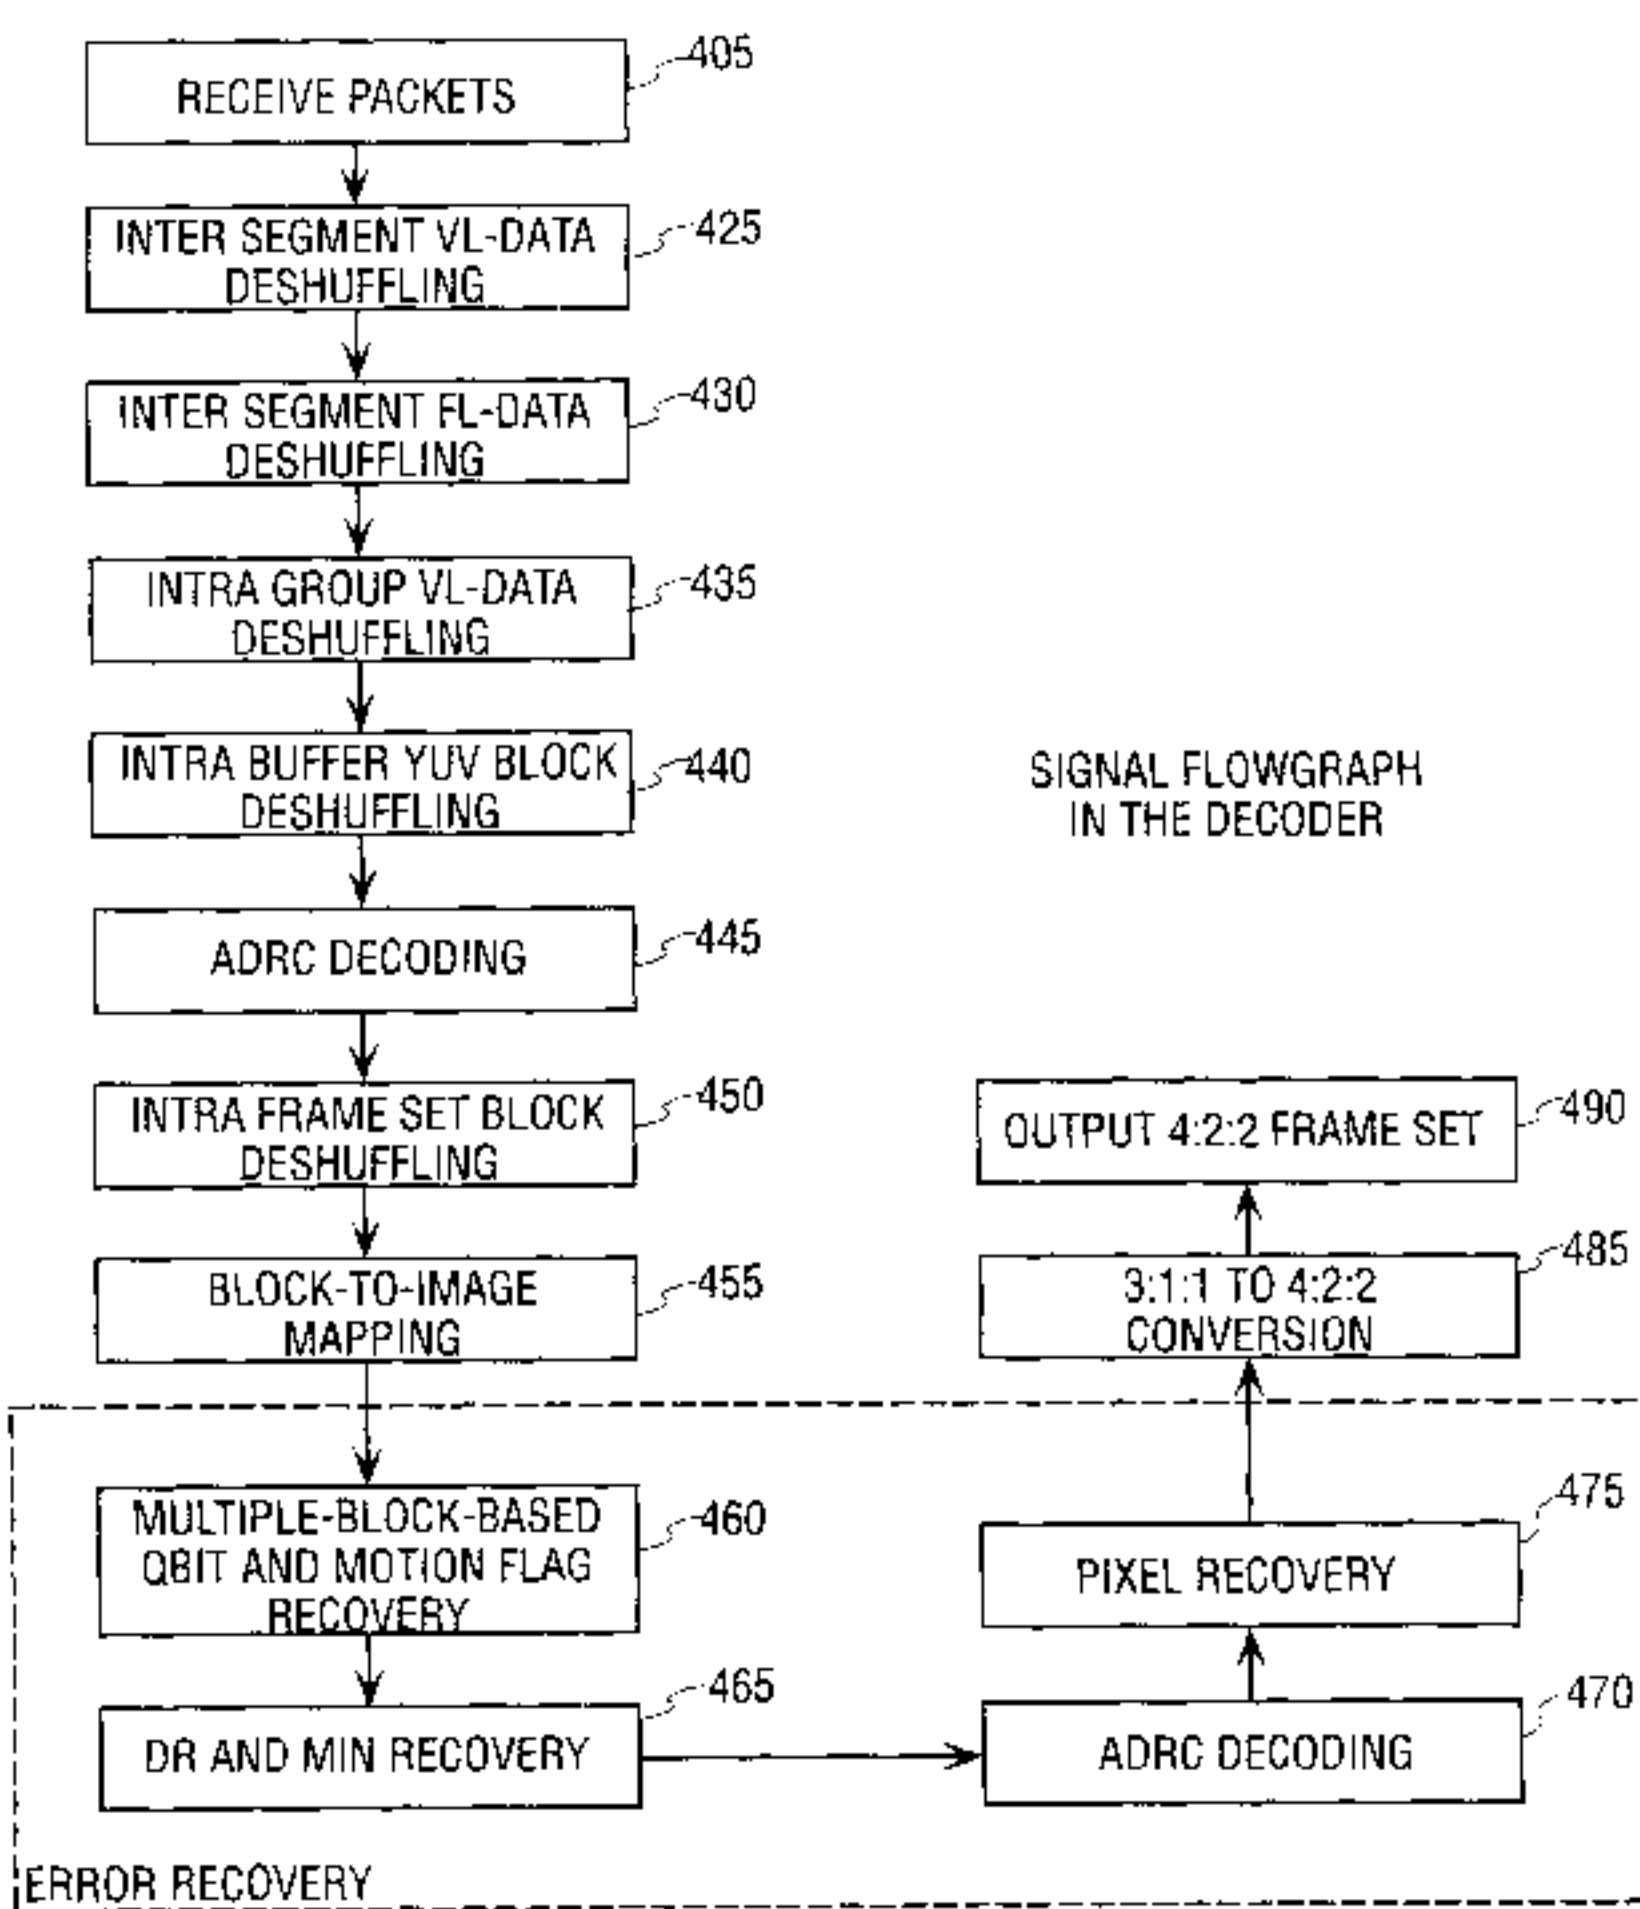 RECEIVE PACKETS
405
INTER SEGMENT VL-DATA
DESHUFFLING
425
INTER SEGMENT FL-DATA
DESHUFFLING
430
INTRA GROUP VL-DATA
DESHUFFLING
435
INTRA BUFFER YUV BLOCK
DESHUFFLING
440
SIGNAL FLOWGRAPH
IN THE DECODER
ADRC DECODING
445
INTRA FRAME SET BLOCK
DESHUFFLING
450
BLOCK-TO-IMAGE
MAPPING
455
MULTIPLE-BLOCK-BASED
QBIT AND MOTION FLAG
RECOVERY
460
DR AND MIN RECOVERY
465
ADRC DECODING
470
PIXEL RECOVERY
475
3:1:1 TO 4:2:2
CONVERSION
485
OUTPUT 4:2:2 FRAME SET
490
ERROR RECOVERY